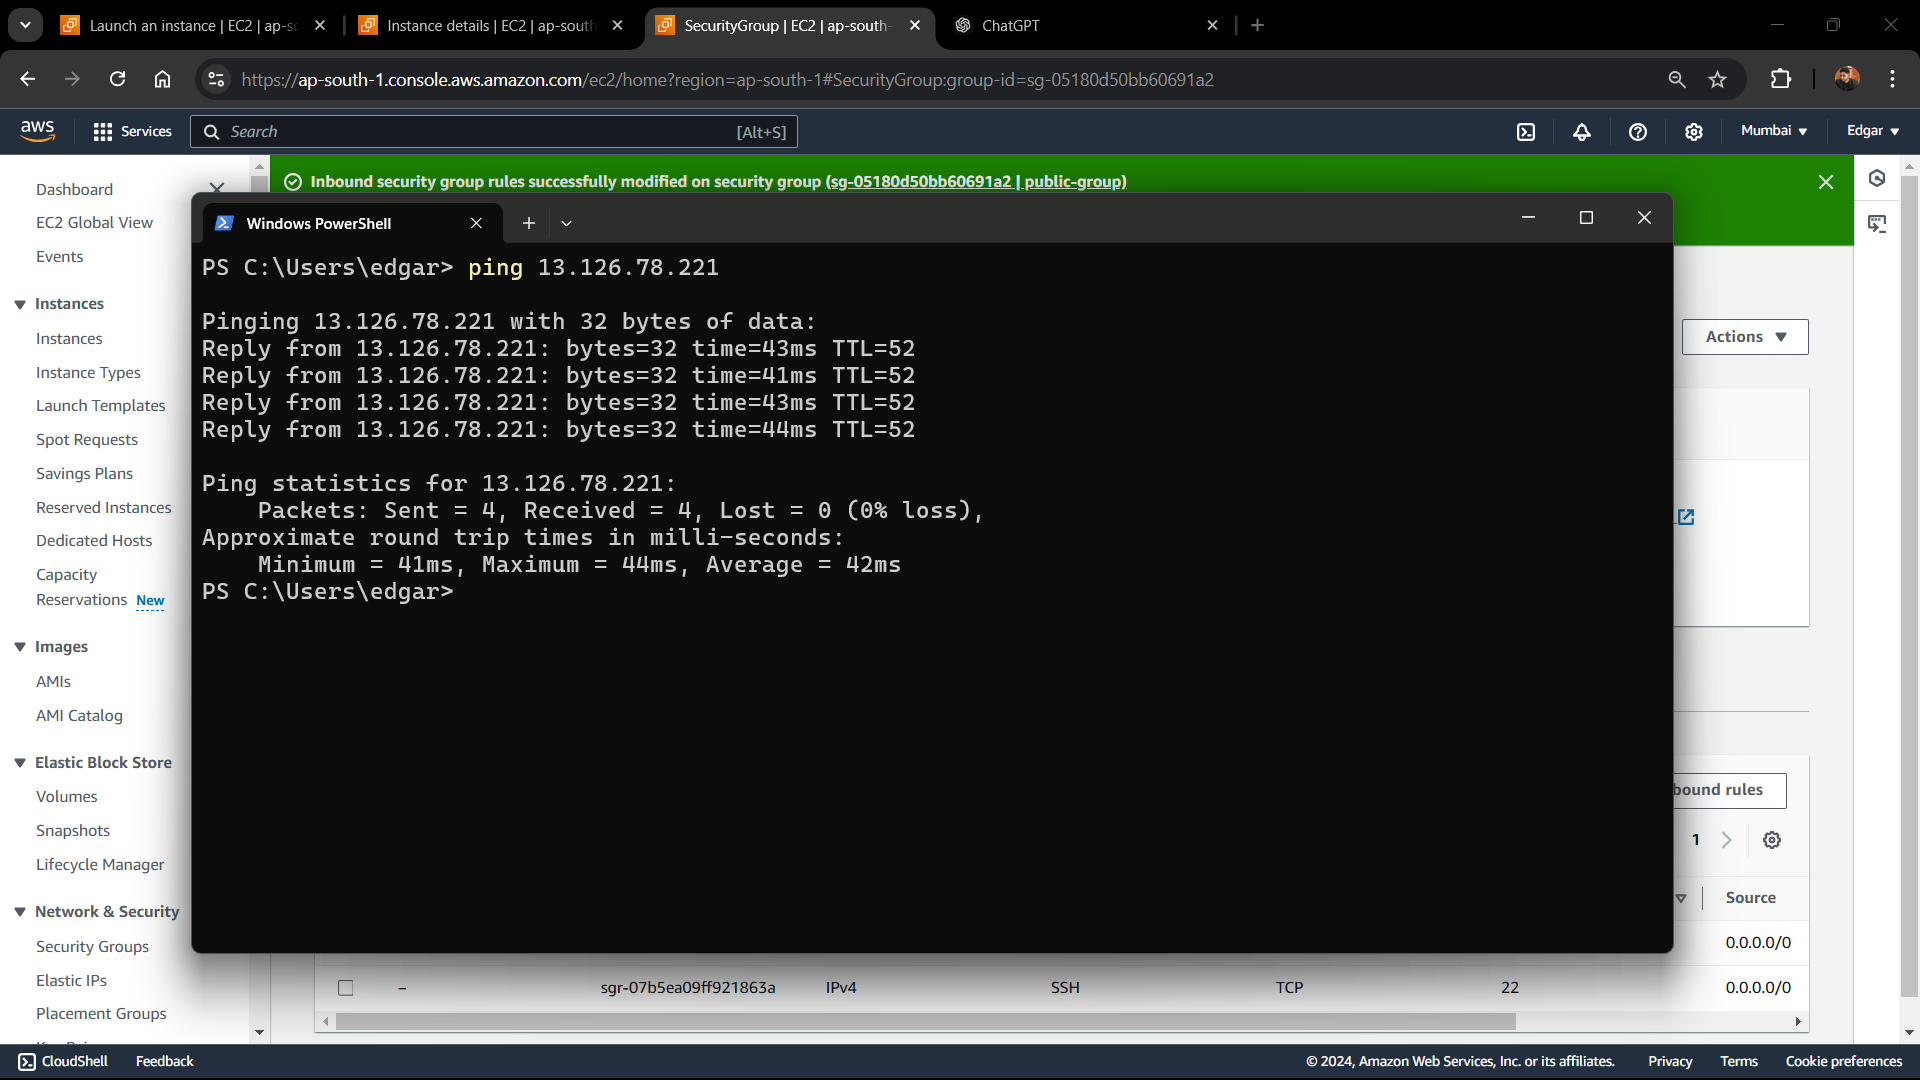 Launch an instance | EC2 | ap-so
Instance details | EC2 | ap-south
SecurityGroup | EC2 | ap-south-
ChatGPT
https://ap-south-1.console.aws.amazon.com/ec2/home?region=ap-south-1#SecurityGroup:group-id=sg-05180d50bb60691a2
aws
Services
Search
[Alt+S]
Mumbai
Edgar
Inbound security group rules successfully modified on security group (sg-05180d50bb60691a2 | public-group)
Dashboard
EC2 Global View
Events
Instances
Instances
Instance Types
Launch Templates
Spot Requests
Savings Plans
Reserved Instances
Dedicated Hosts
Capacity
Reservations New
Images
AMIs
AMI Catalog
Elastic Block Store
Volumes
Snapshots
Lifecycle Manager
Network & Security
Security Groups
Elastic IPs
Placement Groups
Windows PowerShell
PS C:\Users\edgar> ping 13.126.78.221
Pinging 13.126.78.221 with 32 bytes of data:
Reply from 13.126.78.221: bytes=32 time=43ms TTL=52
Reply from 13.126.78.221: bytes=32 time=41ms TTL=52
Reply from 13.126.78.221: bytes=32 time=43ms TTL=52
Reply from 13.126.78.221: bytes=32 time=44ms TTL=52
Ping statistics for 13.126.78.221:
Packets: Sent = 4, Received = 4, Lost = 0 (0% loss),
Approximate round trip times in milli-seconds:
Minimum = 41ms, Maximum = 44ms, Average = 42ms
PS C:\Users\edgar>
Actions
bound rules
1
Source
0.0.0.0/0
– sgr-07b5ea09ff921863a IPv4 SSH TCP 22 0.0.0.0/0
CloudShell
Feedback
© 2024, Amazon Web Services, Inc. or its affiliates.
Privacy
Terms
Cookie preferences